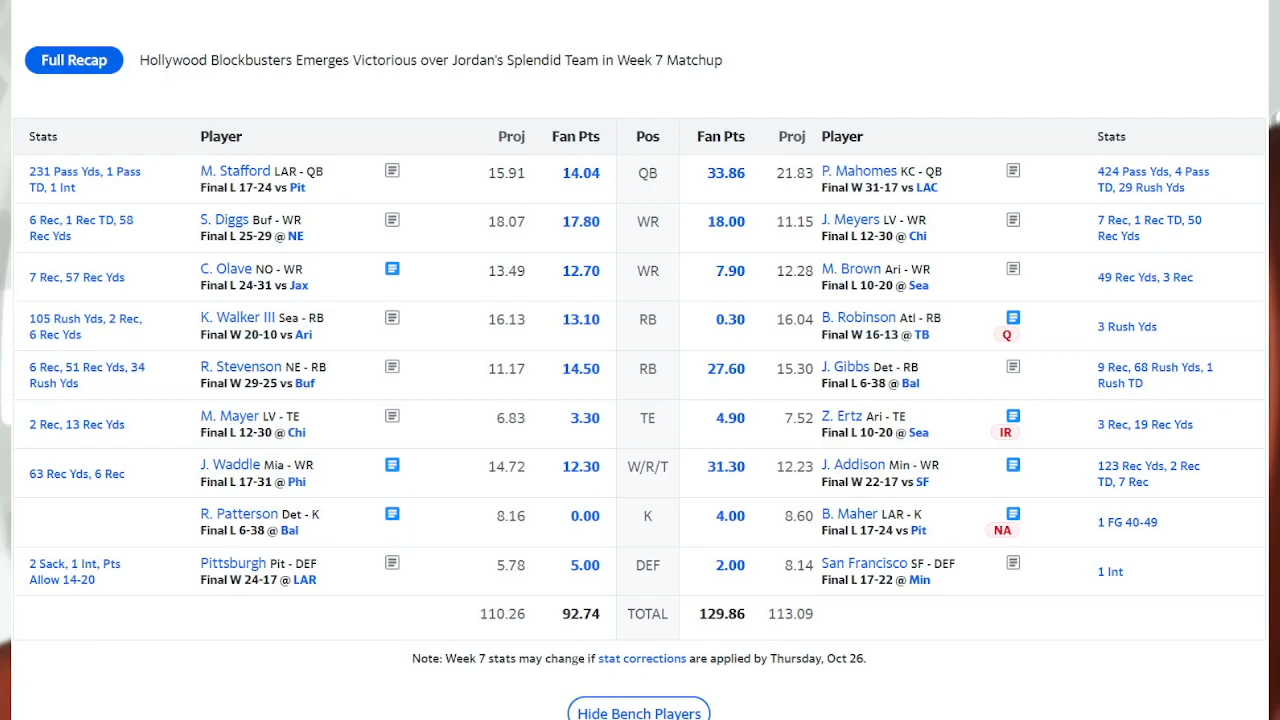 Full Recap Hollywood Blockbusters Emerges Victorious over Jordan's Splendid Team in Week 7 Matchup
Stats Player Proj Fan Pts Pos Fan Pts Proj Player Stats
231 Pass Yds, 1 Pass M. Stafford LAR - QB 15.91 14.04 QB 33.86 21.83 P. Mahomes KC - QB 424 Pass Yds, 4 Pass
TD, 1 Int Final L 17-24 vs Pit Final W 31-17 vs LAC TD, 29 Rush Yds
6 Rec, 1 Rec TD, 58 S. Diggs Buf - WR 18.07 17.80 WR 18.00 11.15 J. Meyers LV - WR 7 Rec, 1 Rec TD, 50
Rec Yds Final L 25-29 @ NE Final L 12-30 @ Chi Rec Yds
7 Rec, 57 Rec Yds C. Olave NO - WR 13.49 12.70 WR 7.90 12.28 M. Brown Ari - WR 49 Rec Yds, 3 Rec
Final L 24-31 vs Jax Final L 10-20 @ Sea
105 Rush Yds, 2 Rec, K. Walker III Sea - RB 16.13 13.10 RB 0.30 16.04 B. Robinson Atl - RB 3 Rush Yds
6 Rec Yds Final W 20-10 vs Ari Final W 16-13 @ TB Q
6 Rec, 51 Rec Yds, 34 R. Stevenson NE - RB 11.17 14.50 RB 27.60 15.30 J. Gibbs Det - RB 9 Rec, 68 Rush Yds, 1
Rush Yds Final W 29-25 vs Buf Final L 6-38 @ Bal Rush TD
2 Rec, 13 Rec Yds M. Mayer LV - TE 6.83 3.30 TE 4.90 7.52 Z. Ertz Ari - TE 3 Rec, 19 Rec Yds
Final L 12-30 @ Chi Final L 10-20 @ Sea IR
63 Rec Yds, 6 Rec J. Waddle Mia - WR 14.72 12.30 W/R/T 31.30 12.23 J. Addison Min - WR 123 Rec Yds, 2 Rec
Final L 17-31 @ Phi Final W 22-17 vs SF TD, 7 Rec
R. Patterson Det - K 8.16 0.00 K 4.00 8.60 B. Maher LAR - K 1 FG 40-49
Final L 6-38 @ Bal Final L 17-24 vs Pit NA
2 Sack, 1 Int, Pts Pittsburgh Pit - DEF 5.78 5.00 DEF 2.00 8.14 San Francisco SF - DEF 1 Int
Allow 14-20 Final W 24-17 @ LAR Final L 17-22 @ Min
110.26 92.74 TOTAL 129.86 113.09
Note: Week 7 stats may change if stat corrections are applied by Thursday, Oct 26.
Hide Bench Players